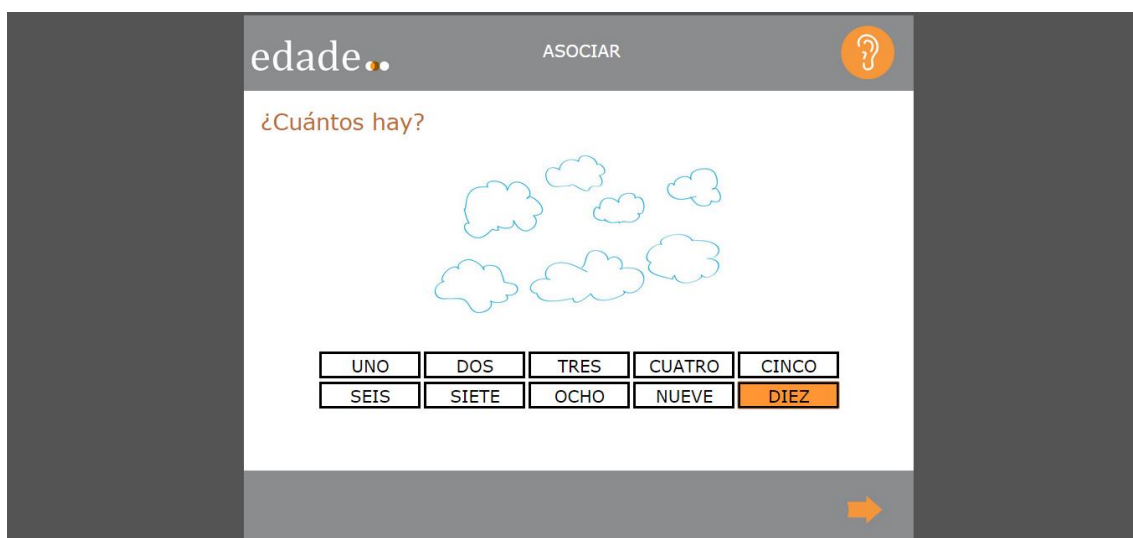 edade
ASOCIAR
¿Cuántos hay?
UNO DOS TRES CUATRO CINCO
SEIS SIETE OCHO NUEVE DIEZ